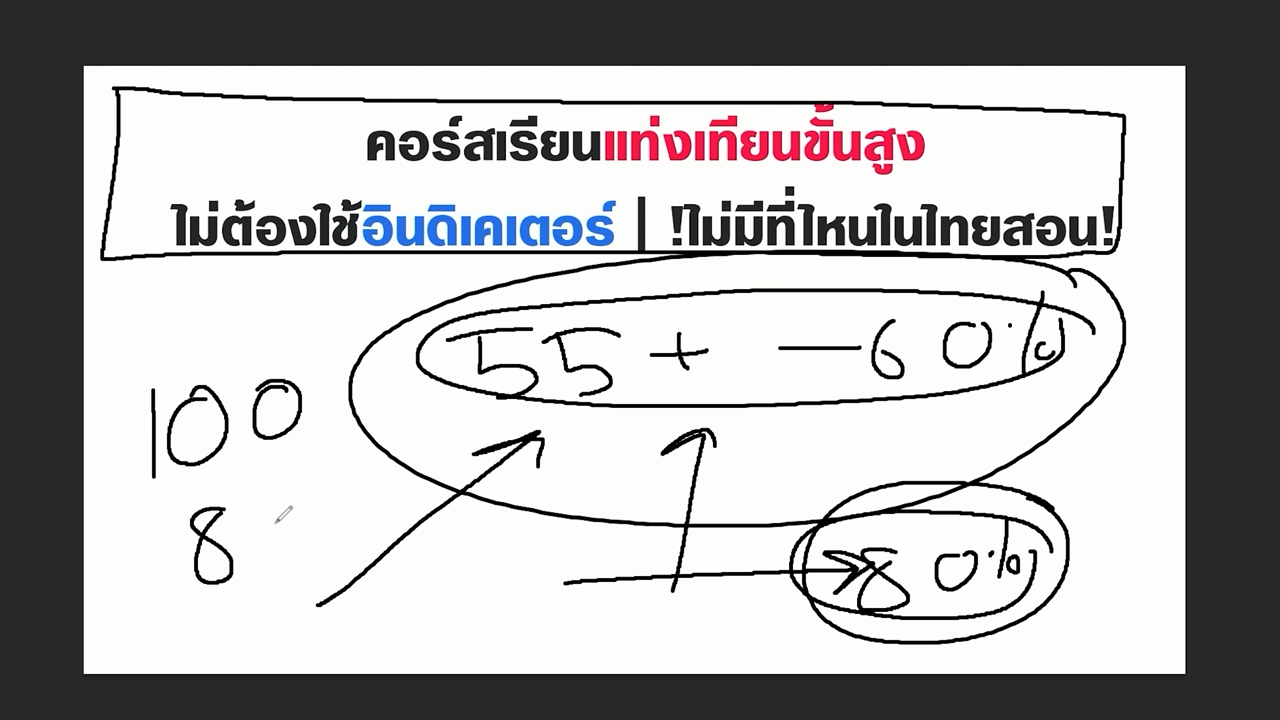 คอร์สเรียนแท่งเทียนขั้นสูง
ไม่ต้องใช้อินดิเคเตอร์ | !ไม่มีที่ไหนในไทยสอน!
55+ - 60%
100
8
80%